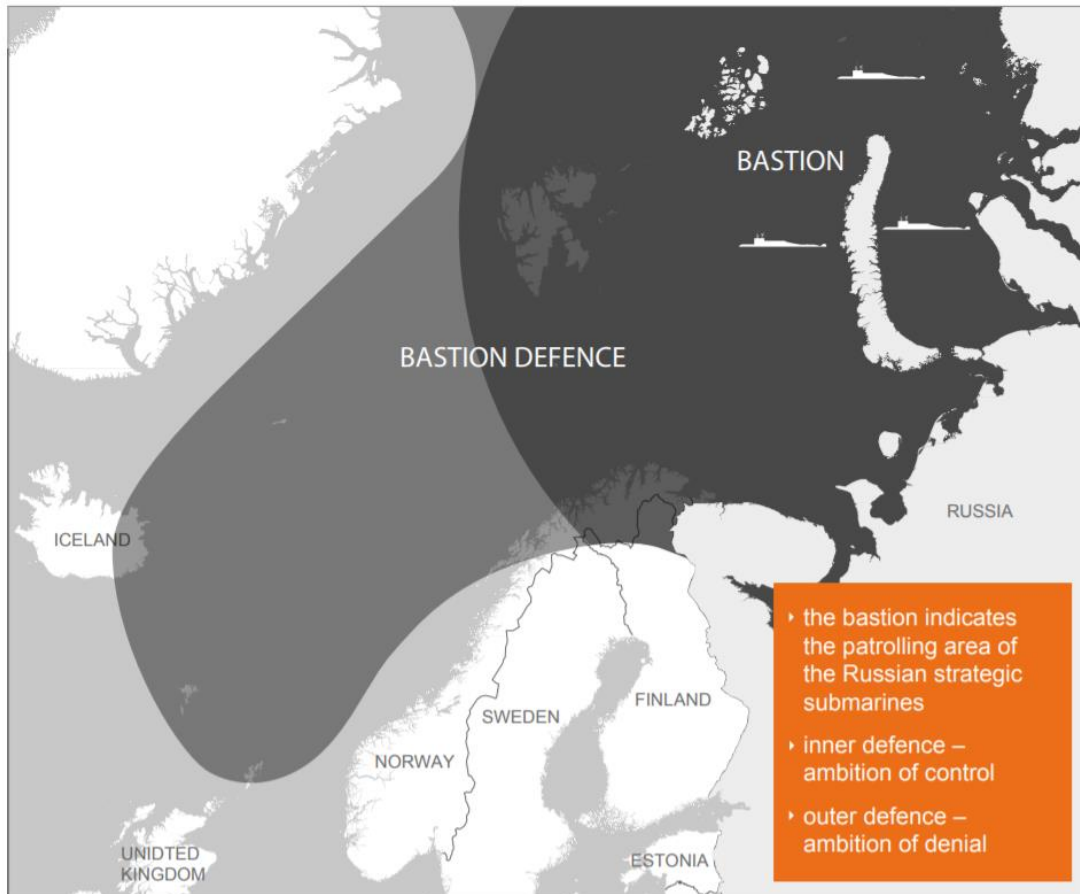 BASTION
BASTION DEFENCE
ICELAND
RUSSIA
SWEDEN
FINLAND
NORWAY
UNIDTED
KINGDOM
ESTONIA
‣ the bastion indicates
the patrolling area of
the Russian strategic
submarines
‣ inner defence –
ambition of control
‣ outer defence –
ambition of denial